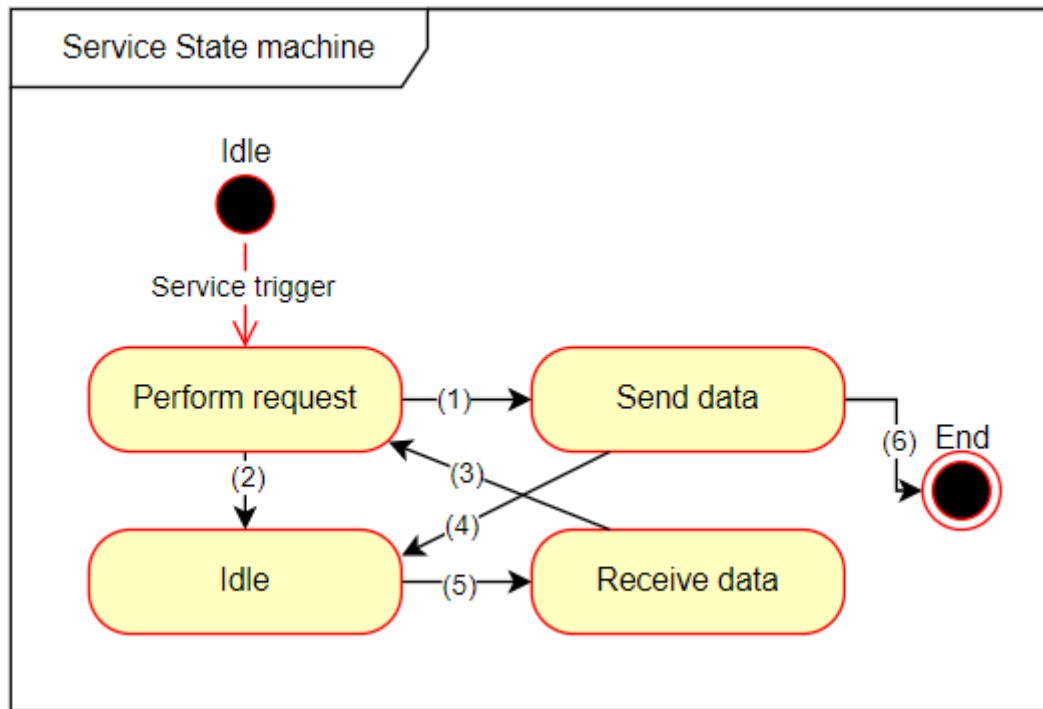 Service State machine
Idle
Service trigger
Perform request
(1)
Send data
(6)
End
(2)
(3)
(4)
Idle
(5)
Receive data